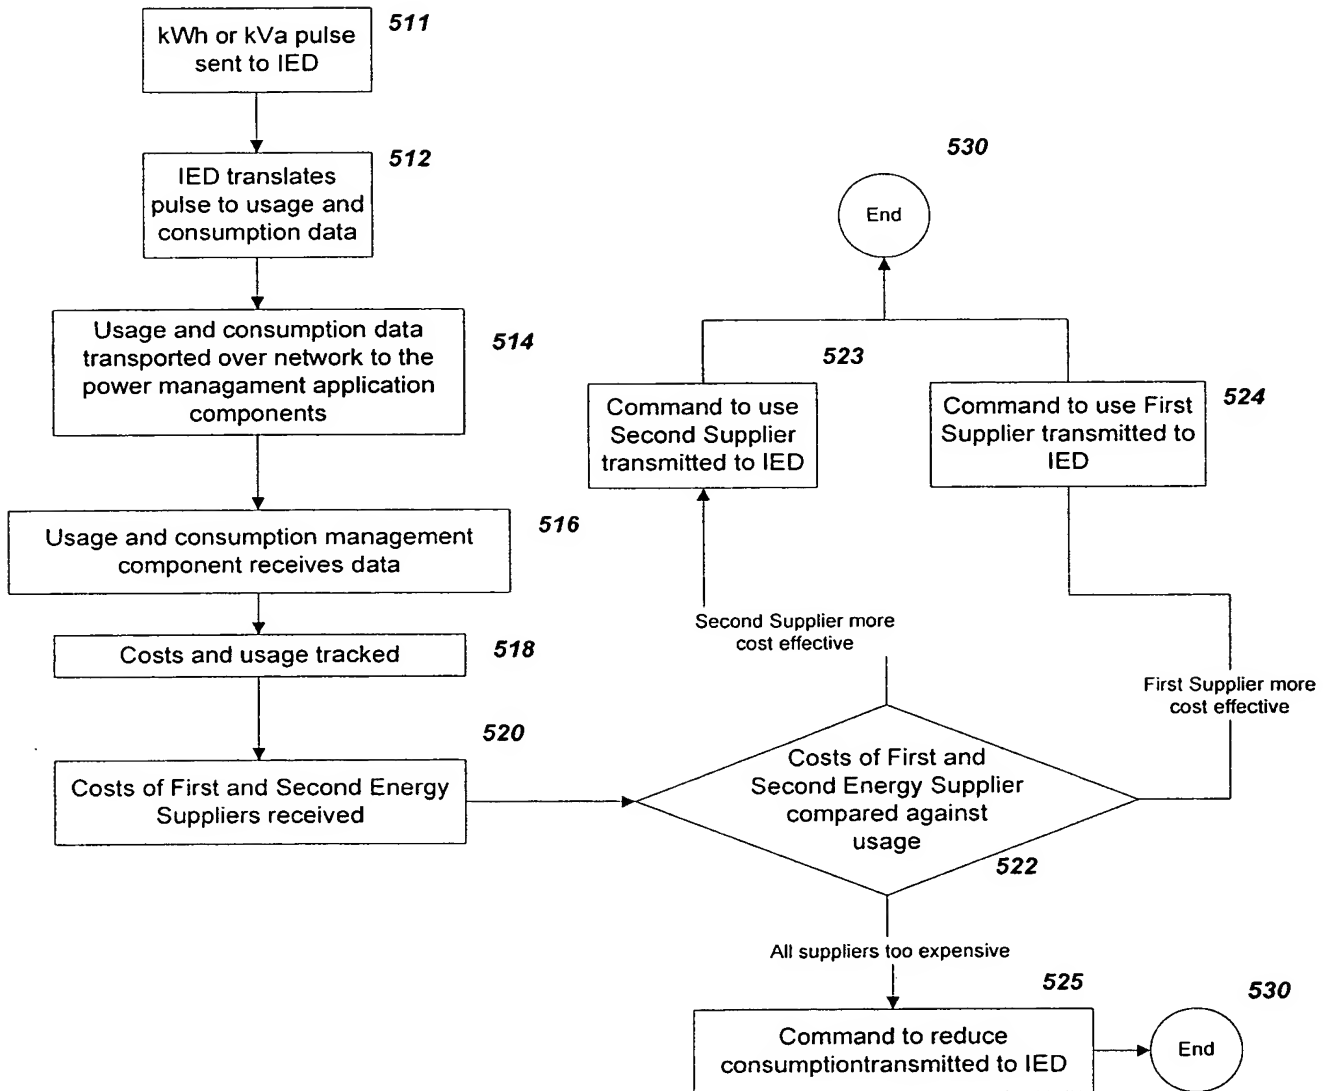 kWh or kVa pulse
sent to IED
511
IED translates
pulse to usage and
consumption data
512
Usage and consumption data
transported over network to the
power managament application
components
514
Usage and consumption management
component receives data
516
Costs and usage tracked
518
Costs of First and Second Energy
Suppliers received
520
Costs of First and
Second Energy Supplier
compared against
usage
522
Second Supplier more
cost effective
Command to use
Second Supplier
transmitted to IED
523
First Supplier more
cost effective
Command to use First
Supplier transmitted to
IED
524
530
End
All suppliers too expensive
525
Command to reduce
consumptiontransmitted to IED
530
End